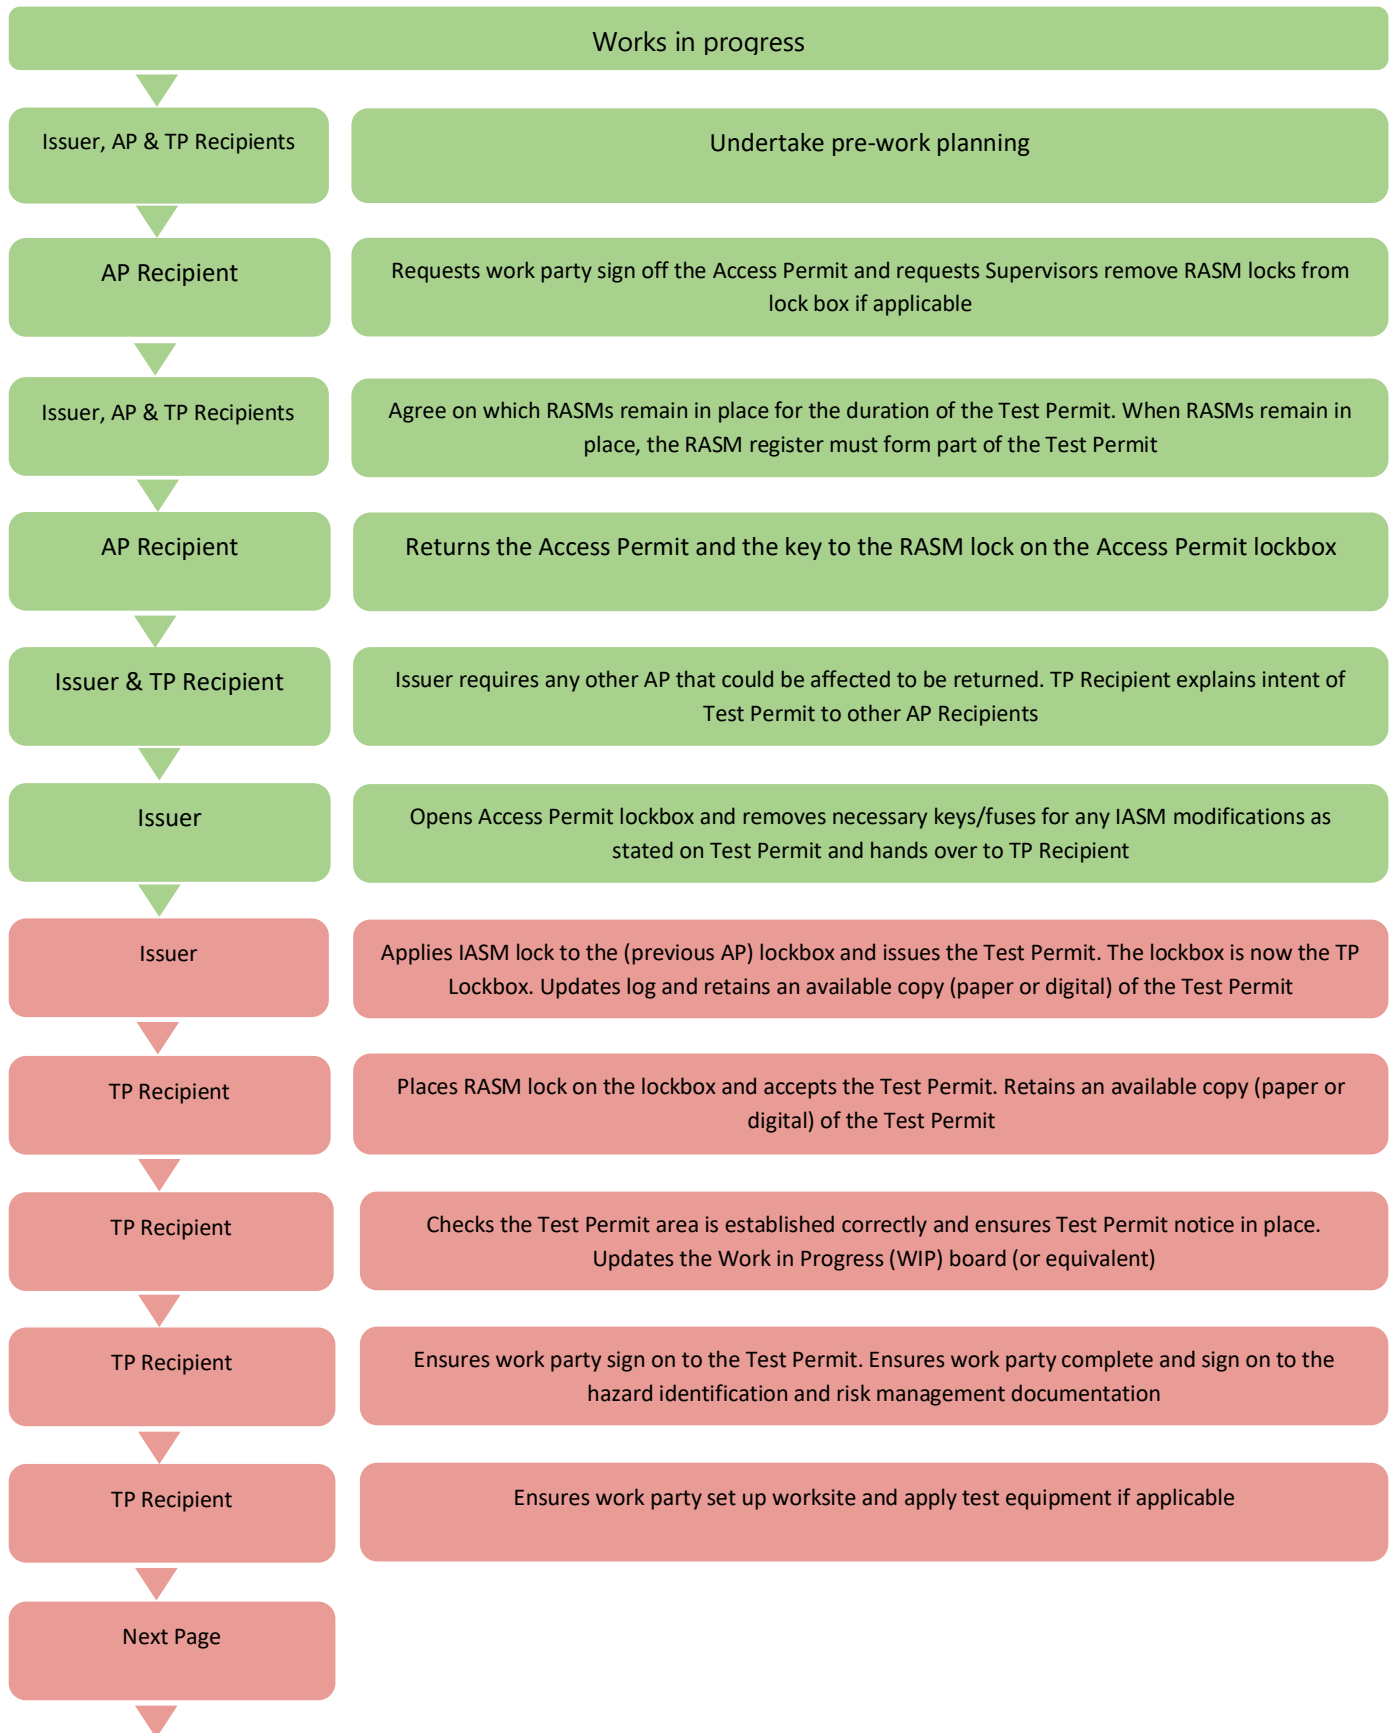 Works in progress
Issuer, AP & TP Recipients
Undertake pre-work planning
AP Recipient
Requests work party sign off the Access Permit and requests Supervisors remove RASM locks from
lock box if applicable
Issuer, AP & TP Recipients
Agree on which RASMs remain in place for the duration of the Test Permit. When RASMs remain in
place, the RASM register must form part of the Test Permit
AP Recipient
Returns the Access Permit and the key to the RASM lock on the Access Permit lockbox
Issuer & TP Recipient
Issuer requires any other AP that could be affected to be returned. TP Recipient explains intent of
Test Permit to other AP Recipients
Issuer
Opens Access Permit lockbox and removes necessary keys/fuses for any IASM modifications as
stated on Test Permit and hands over to TP Recipient
Issuer
Applies IASM lock to the (previous AP) lockbox and issues the Test Permit. The lockbox is now the TP
Lockbox. Updates log and retains an available copy (paper or digital) of the Test Permit
TP Recipient
Places RASM lock on the lockbox and accepts the Test Permit. Retains an available copy (paper or
digital) of the Test Permit
TP Recipient
Checks the Test Permit area is established correctly and ensures Test Permit notice in place.
Updates the Work in Progress (WIP) board (or equivalent)
TP Recipient
Ensures work party sign on to the Test Permit. Ensures work party complete and sign on to the
hazard identification and risk management documentation
TP Recipient
Ensures work party set up worksite and apply test equipment if applicable
Next Page